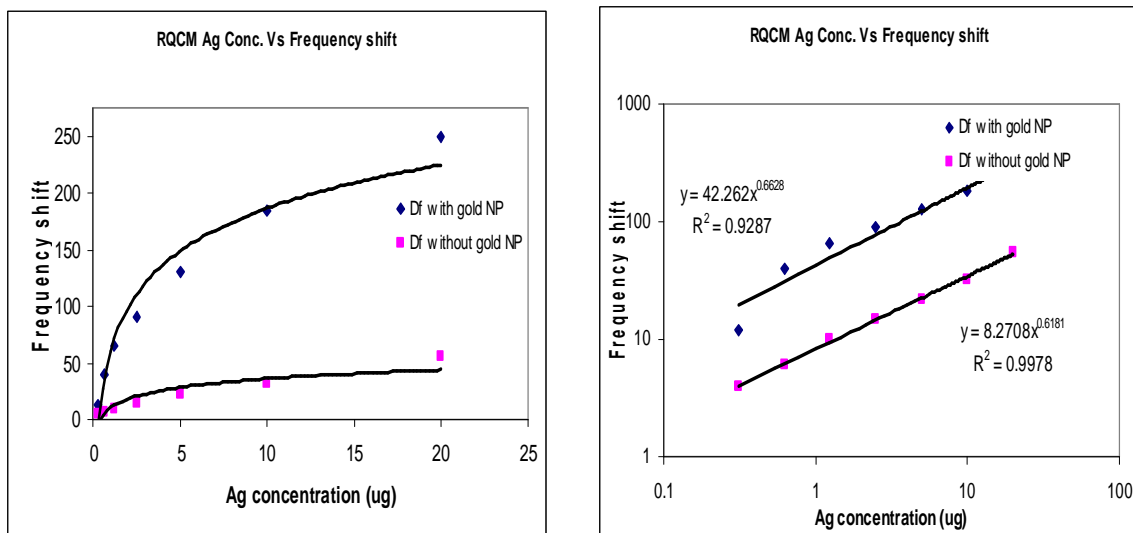 RQCM Ag Conc. Vs Frequency shift
250
200
150
100
50
0
Frequency shift
Df with gold NP
Df without gold NP
0 5 10 15 20 25
Ag concentration (ug)
RQCM Ag Conc. Vs Frequency shift
1000
100
10
1
Frequency shift
Df with gold NP
Df without gold NP
y = 42.262x^0.6628
R² = 0.9287
y = 8.2708x^0.6181
R² = 0.9978
0.1 1 10 100
Ag concentration (ug)